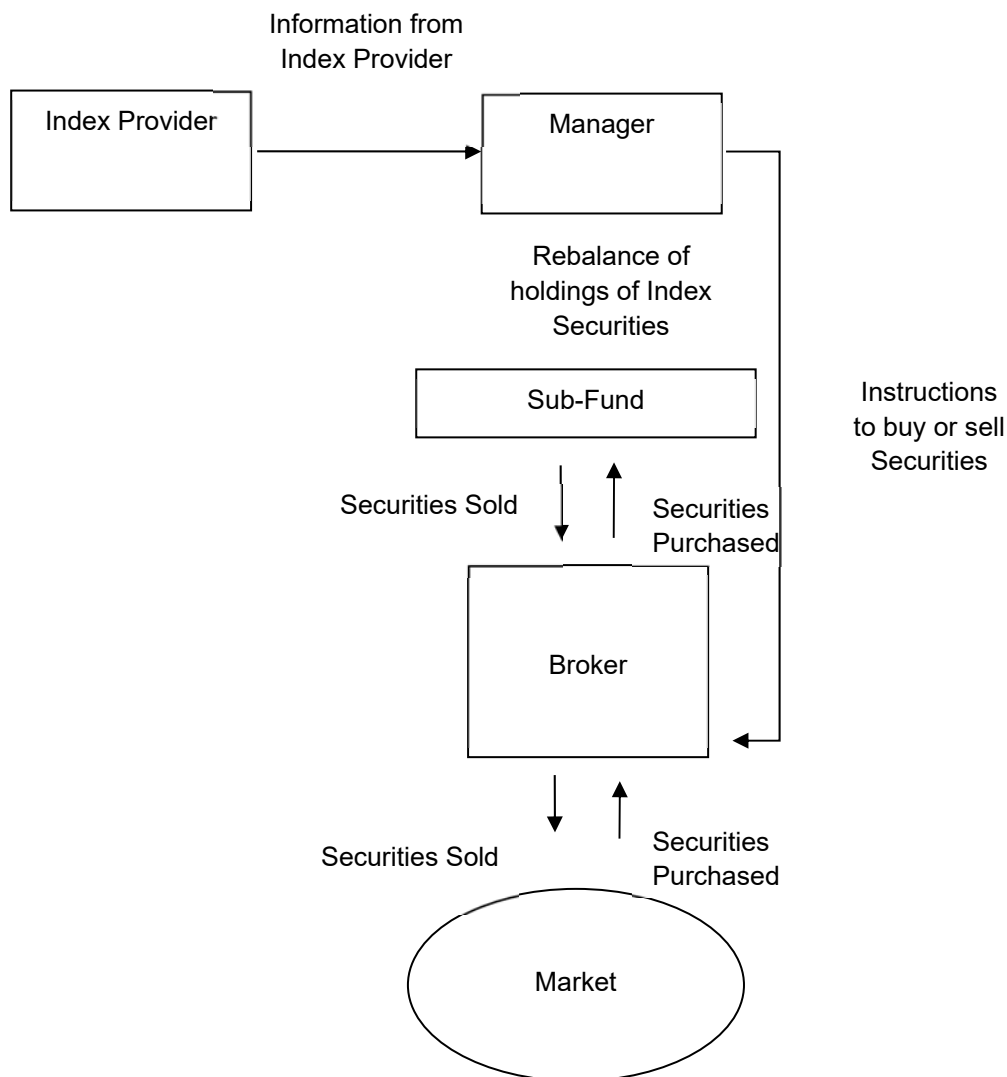 Information from
Index Provider
Index Provider
Manager
Rebalance of
holdings of Index
Securities
Sub-Fund
Instructions
to buy or sell
Securities
Securities Sold
Securities
Purchased
Broker
Securities Sold
Securities
Purchased
Market